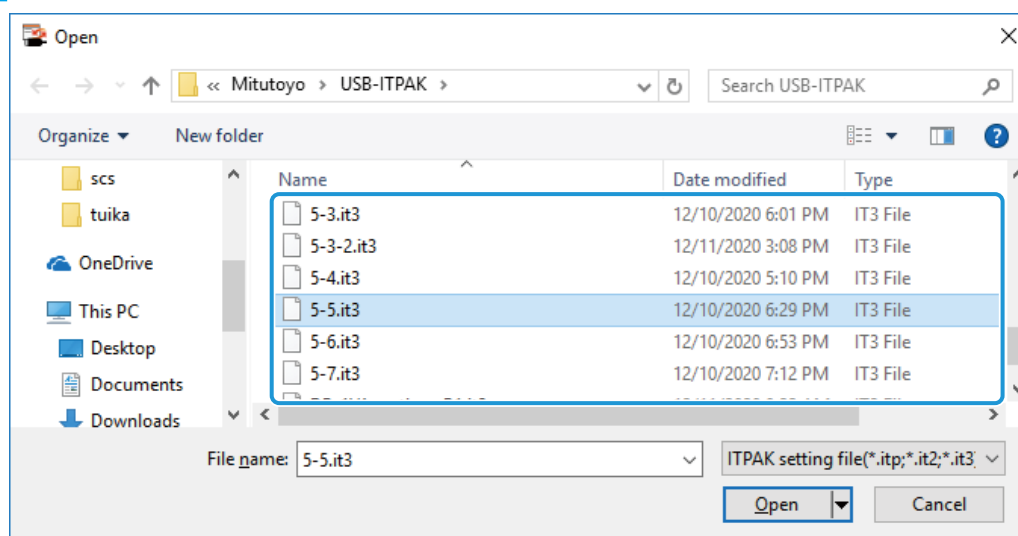 Open
« Mitutoyo > USB-ITPAK >
Search USB-ITPAK
Organize
New folder
Name Date modified Type
scs
tuika
OneDrive
This PC
Desktop
Documents
Downloads
5-3.it3 12/10/2020 6:01 PM IT3 File
5-3-2.it3 12/11/2020 3:08 PM IT3 File
5-4.it3 12/10/2020 5:10 PM IT3 File
5-5.it3 12/10/2020 6:29 PM IT3 File
5-6.it3 12/10/2020 6:53 PM IT3 File
5-7.it3 12/10/2020 7:12 PM IT3 File
File name: 5-5.it3
ITPAK setting file(*.itp;*.it2;*.it3
Open
Cancel